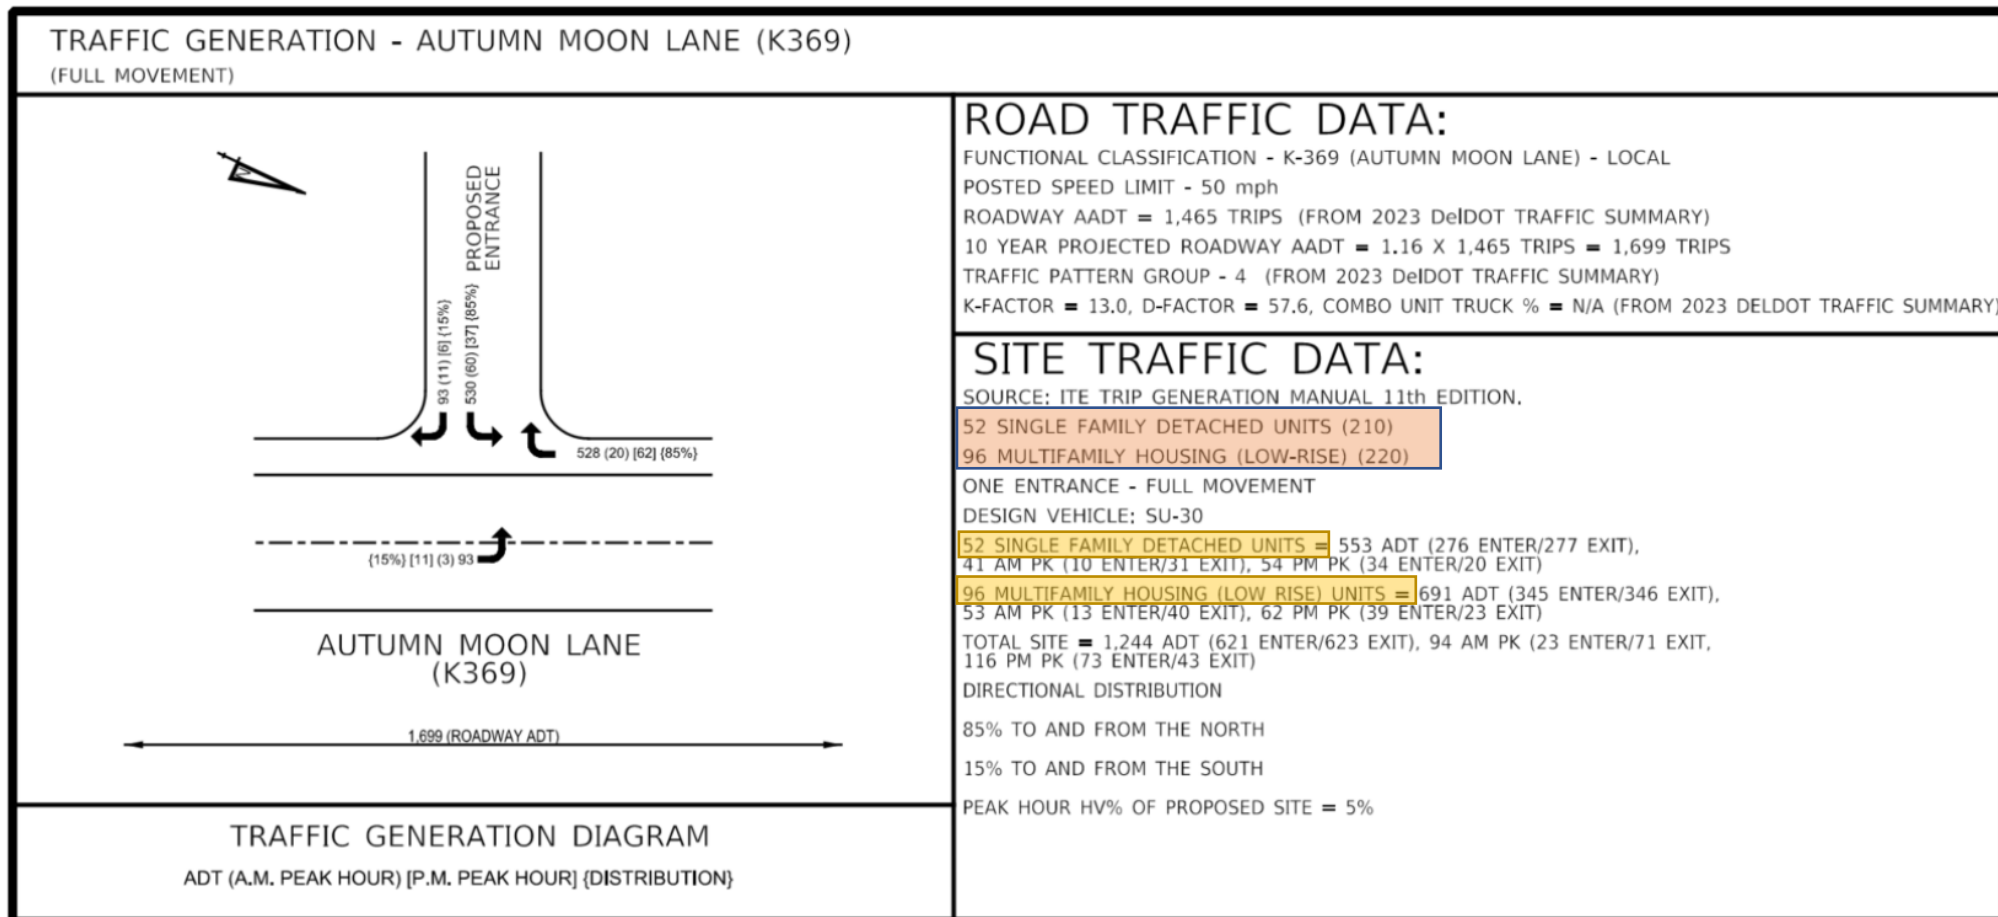 TRAFFIC GENERATION - AUTUMN MOON LANE (K369)
(FULL MOVEMENT)
N
PROPOSED
ENTRANCE
93 (11) [6] {15%}
530 (60) [37] {85%}
528 (20) [62] {85%}
{15%} [11] (3) 93
AUTUMN MOON LANE
(K369)
1,699 (ROADWAY ADT)
TRAFFIC GENERATION DIAGRAM
ADT (A.M. PEAK HOUR) [P.M. PEAK HOUR] {DISTRIBUTION}
ROAD TRAFFIC DATA:
FUNCTIONAL CLASSIFICATION - K-369 (AUTUMN MOON LANE) - LOCAL
POSTED SPEED LIMIT - 50 mph
ROADWAY AADT = 1,465 TRIPS (FROM 2023 DelDOT TRAFFIC SUMMARY)
10 YEAR PROJECTED ROADWAY AADT = 1.16 X 1,465 TRIPS = 1,699 TRIPS
TRAFFIC PATTERN GROUP - 4 (FROM 2023 DelDOT TRAFFIC SUMMARY)
K-FACTOR = 13.0, D-FACTOR = 57.6, COMBO UNIT TRUCK % = N/A (FROM 2023 DELDOT TRAFFIC SUMMARY)
SITE TRAFFIC DATA:
SOURCE: ITE TRIP GENERATION MANUAL 11th EDITION.
52 SINGLE FAMILY DETACHED UNITS (210)
96 MULTIFAMILY HOUSING (LOW-RISE) (220)
ONE ENTRANCE - FULL MOVEMENT
DESIGN VEHICLE: SU-30
52 SINGLE FAMILY DETACHED UNITS = 553 ADT (276 ENTER/277 EXIT),
41 AM PK (10 ENTER/31 EXIT), 54 PM PK (34 ENTER/20 EXIT)
96 MULTIFAMILY HOUSING (LOW RISE) UNITS = 691 ADT (345 ENTER/346 EXIT),
53 AM PK (13 ENTER/40 EXIT), 62 PM PK (39 ENTER/23 EXIT)
TOTAL SITE = 1,244 ADT (621 ENTER/623 EXIT), 94 AM PK (23 ENTER/71 EXIT,
116 PM PK (73 ENTER/43 EXIT)
DIRECTIONAL DISTRIBUTION
85% TO AND FROM THE NORTH
15% TO AND FROM THE SOUTH
PEAK HOUR HV% OF PROPOSED SITE = 5%